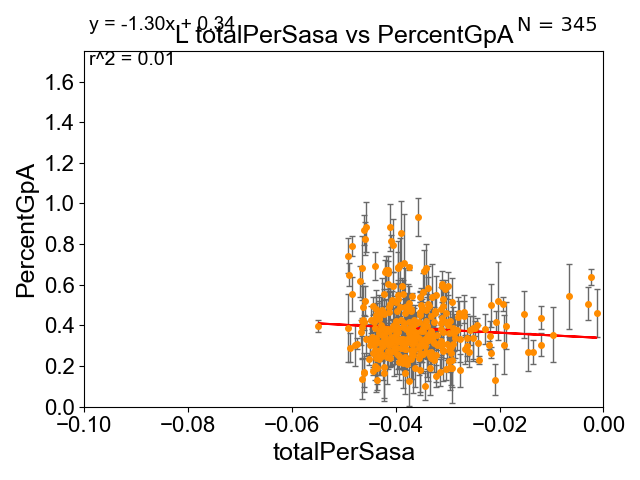 y = -1.30x + 0.34
N = 345
L totalPerSasa vs PercentGpA
r^2 = 0.01
PercentGpA
1.6
1.4
1.2
1.0
0.8
0.6
0.4
0.2
0.0
−0.10
−0.08
−0.06
−0.04
−0.02
0.00
totalPerSasa